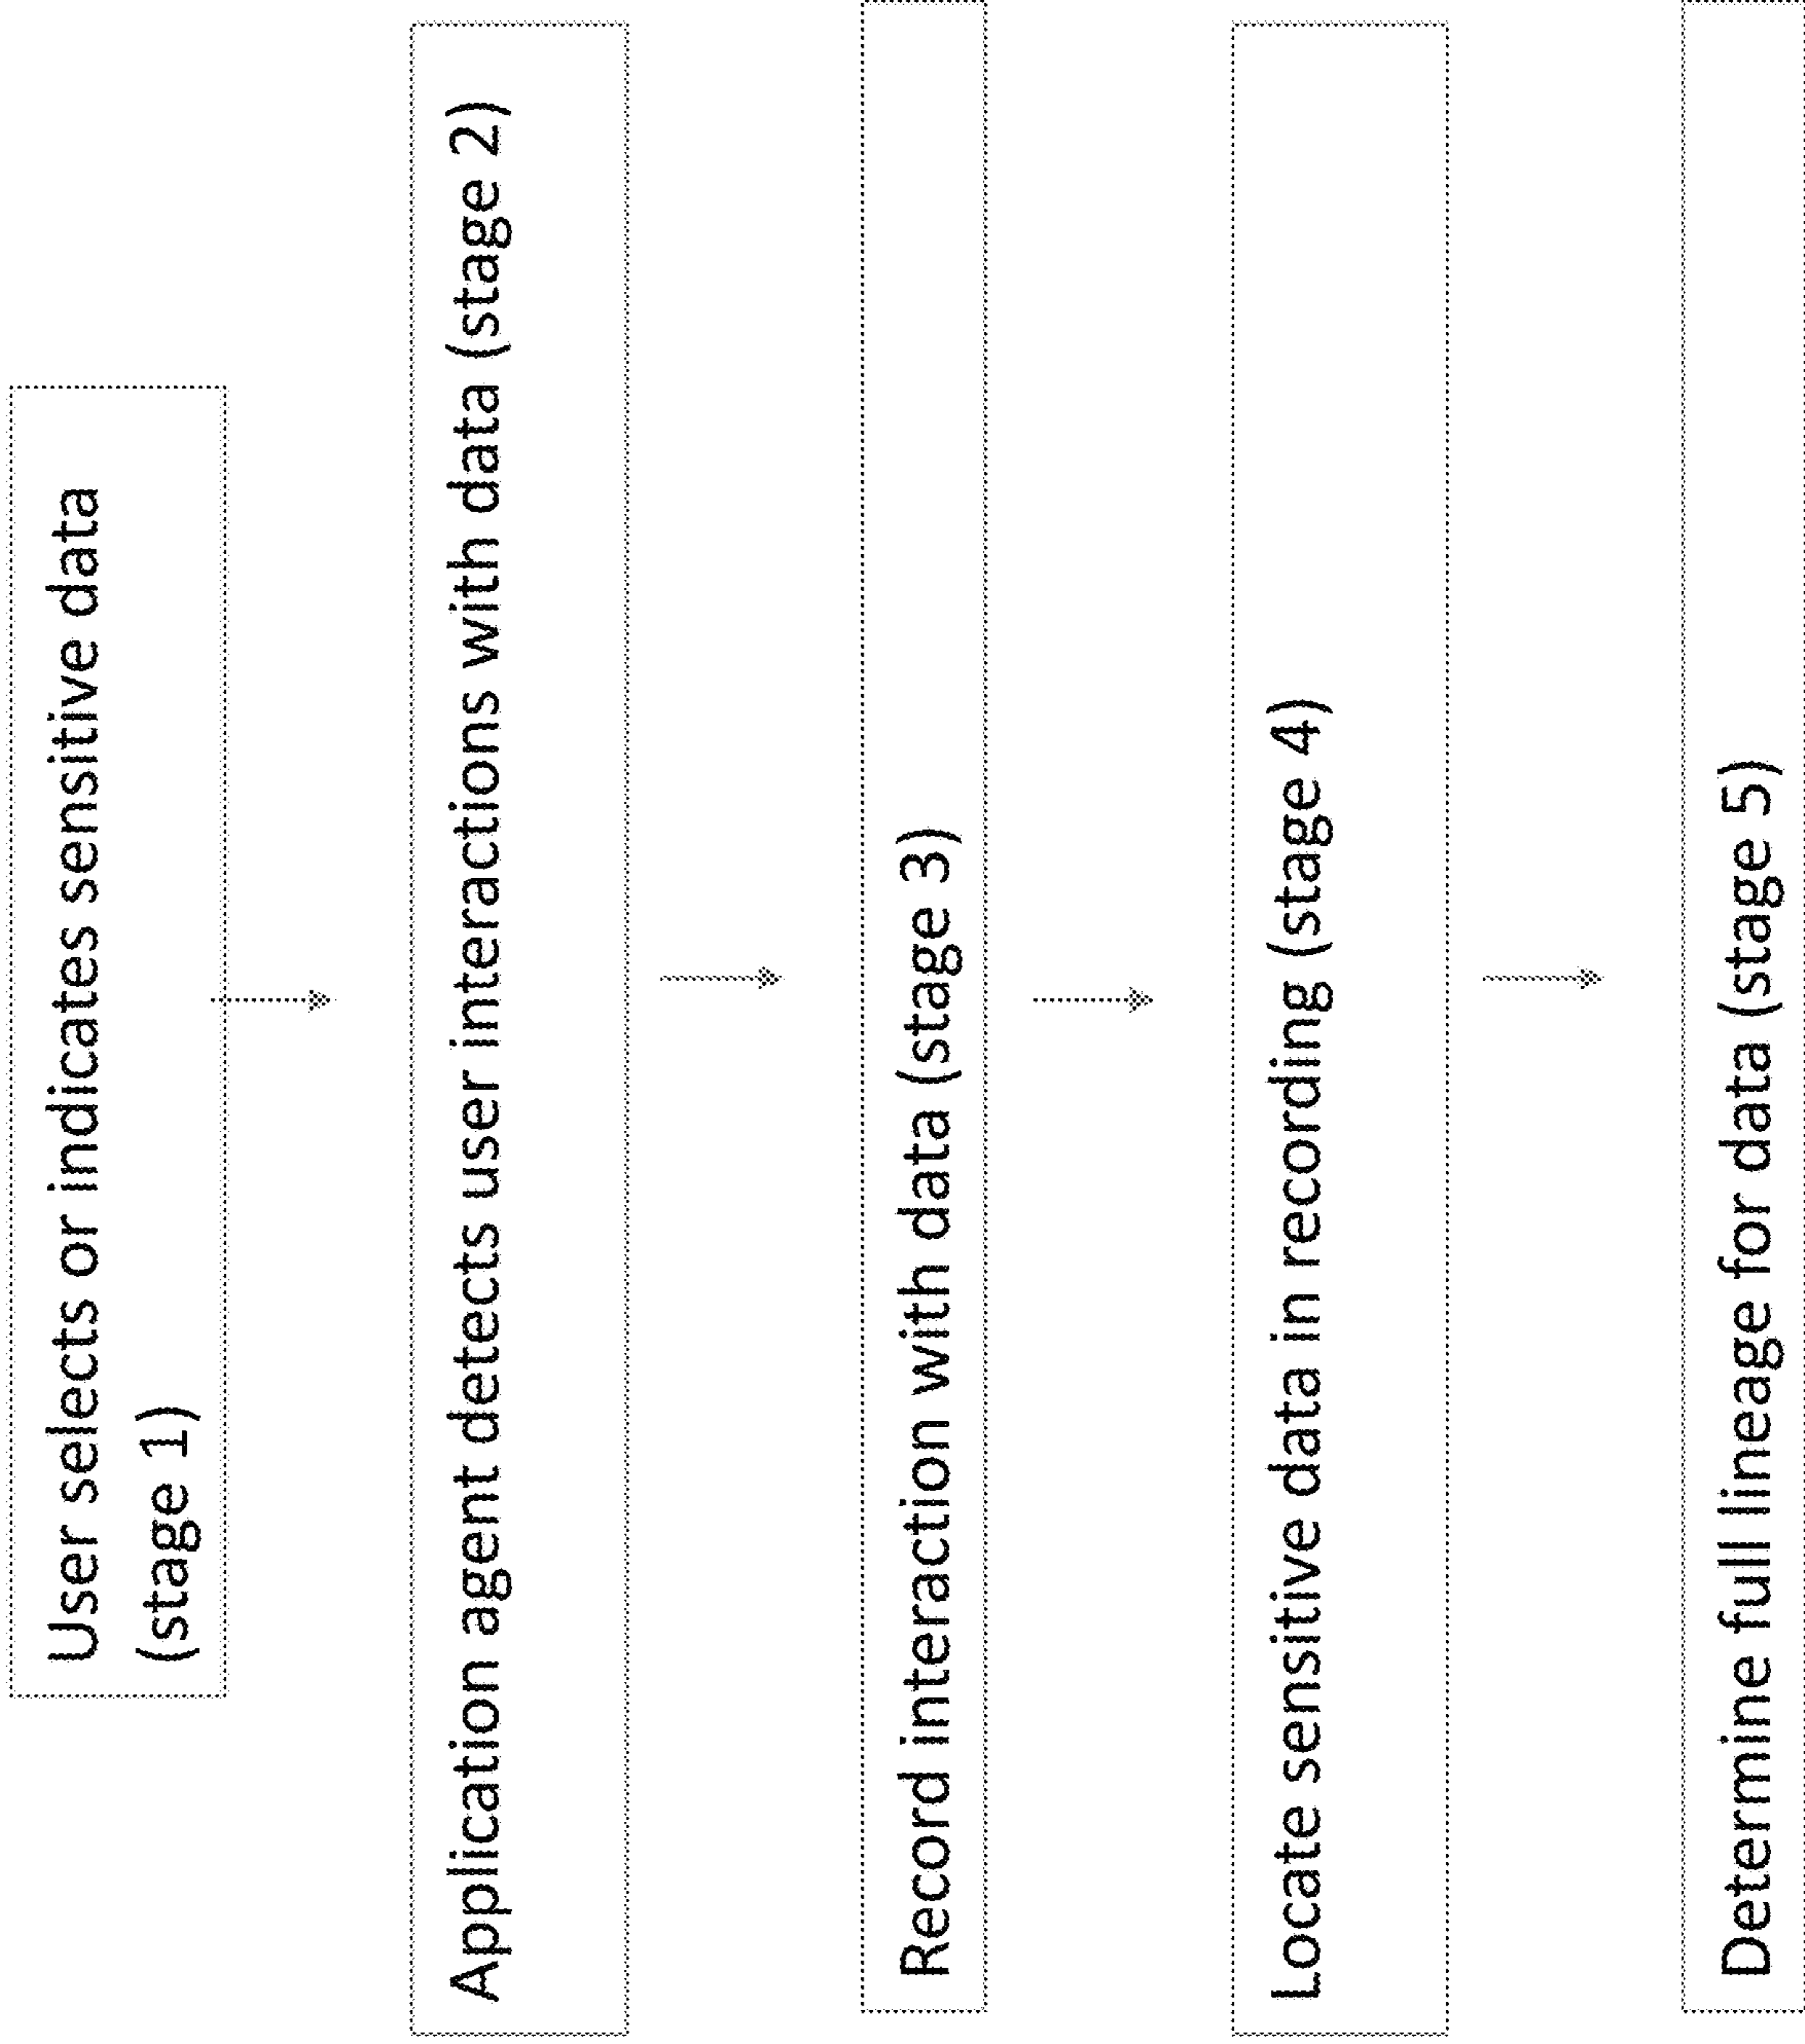 User selects or indicates sensitive data
(stage 1)
Application agent detects user interactions with data (stage 2)
Record interaction with data (stage 3)
Locate sensitive data in recording (stage 4)
Determine full lineage for data (stage 5)